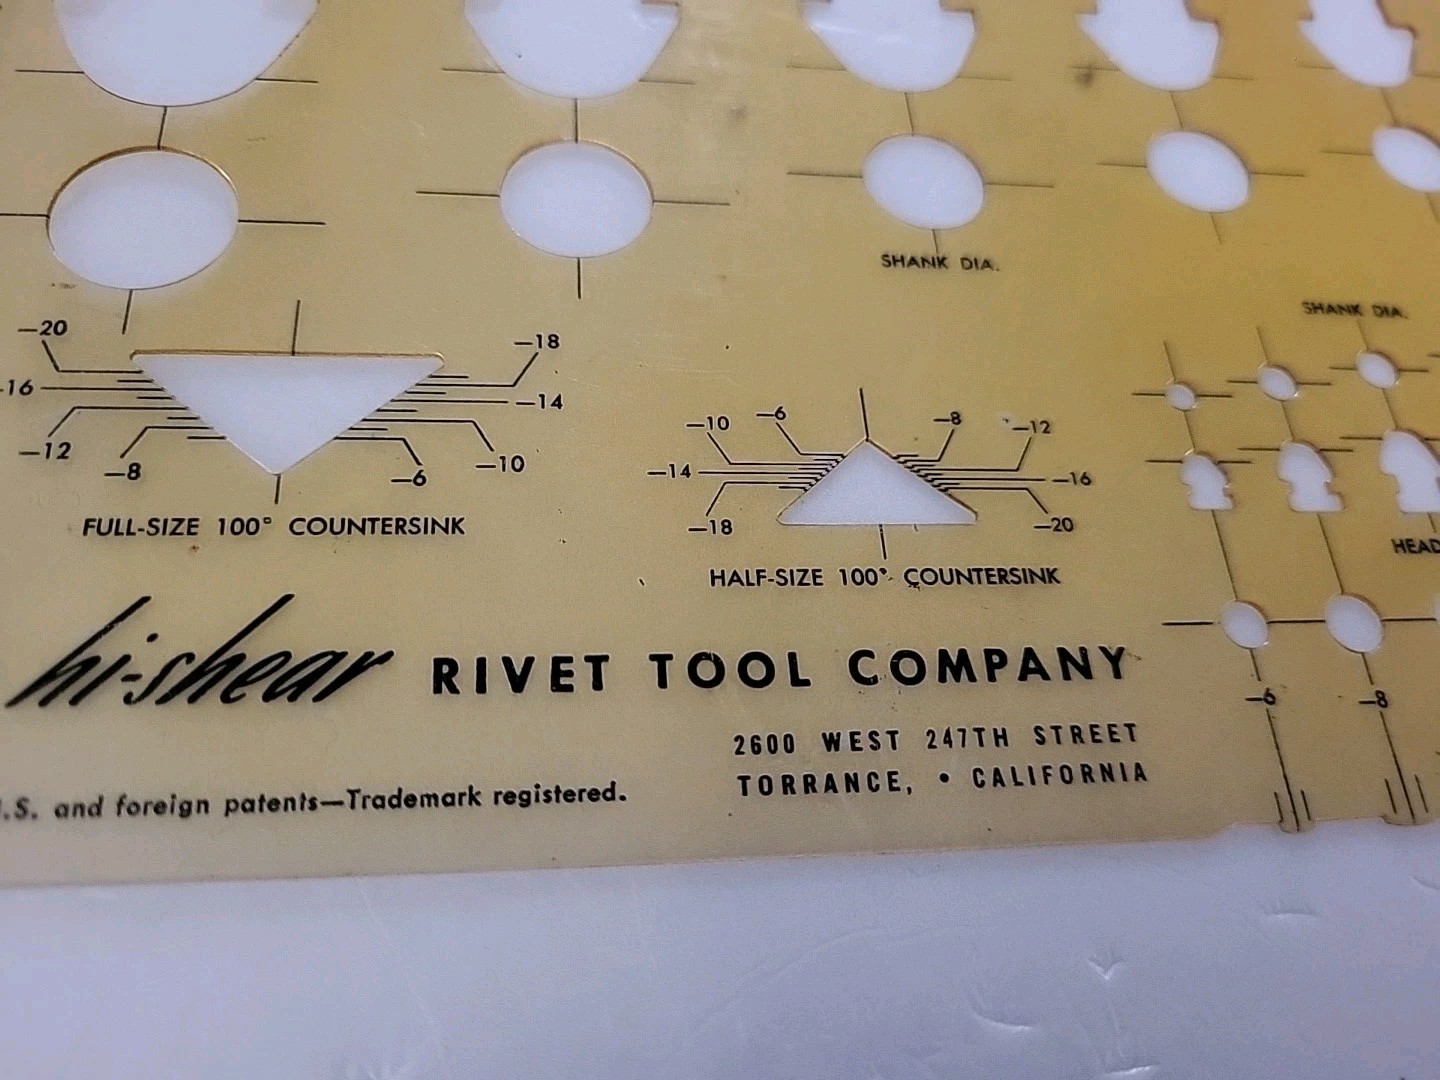 SHANK DIA.
SHANK DIA.
–20
–18
–16
–14
–12
–8
–6
–10
FULL-SIZE 100° COUNTERSINK
–10
–6
–8
–12
–14
–16
–18
–20
HALF-SIZE 100° COUNTERSINK
HEAD
hi-shear RIVET TOOL COMPANY
–6
–8
2600 WEST 247TH STREET
TORRANCE, • CALIFORNIA
.S. and foreign patents—Trademark registered.